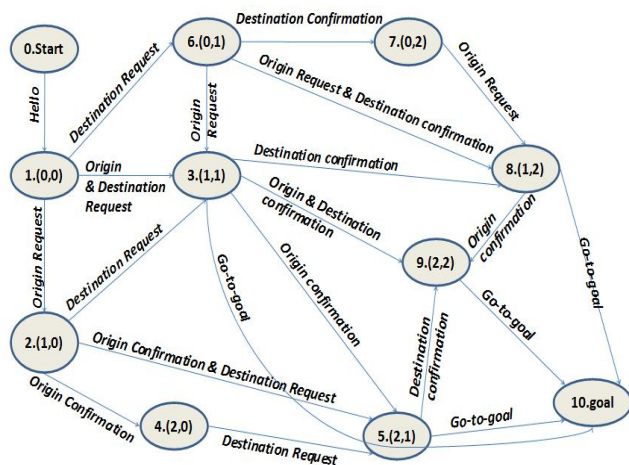 Destination Confirmation
0.Start
6.(0,1)
7.(0,2)
Hello
Destination Request
Origin
Request
Origin Request & Destination confirmation
Origin Request
1.(0,0)
Origin
& Destination
Request
3.(1,1)
Destination confirmation
8.(1,2)
Origin & Destination
confirmation
Origin
confirmation
Origin Request
Destination Request
Go-to-goal
Origin confirmation
9.(2,2)
Go-to-goal
Go-to-goal
2.(1,0)
Origin Confirmation & Destination Request
Destination
confirmation
Origin Confirmation
4.(2,0)
Destination Request
5.(2,1)
Go-to-goal
10.goal